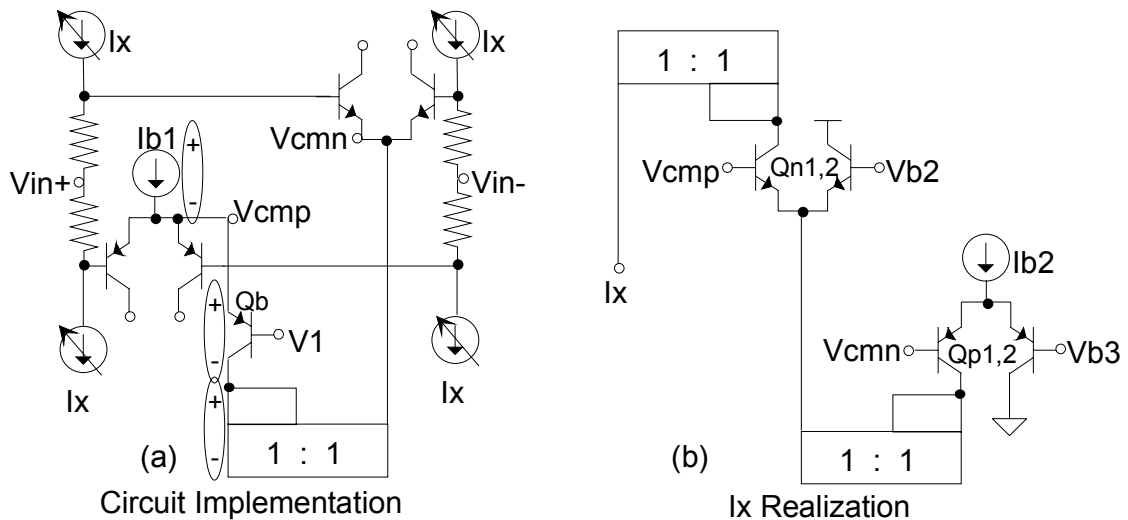 Ix
Ix
Vcmn
Ib1
+
-
Vin+
Vin-
Vcmp
Qb
+
-
V1
Ix
Ix
+
-
1 : 1
(a)
Circuit Implementation
1 : 1
Vcmp
Qn1,2
Vb2
Ix
Ib2
Vcmn
Qp1,2
Vb3
1 : 1
(b)
Ix Realization